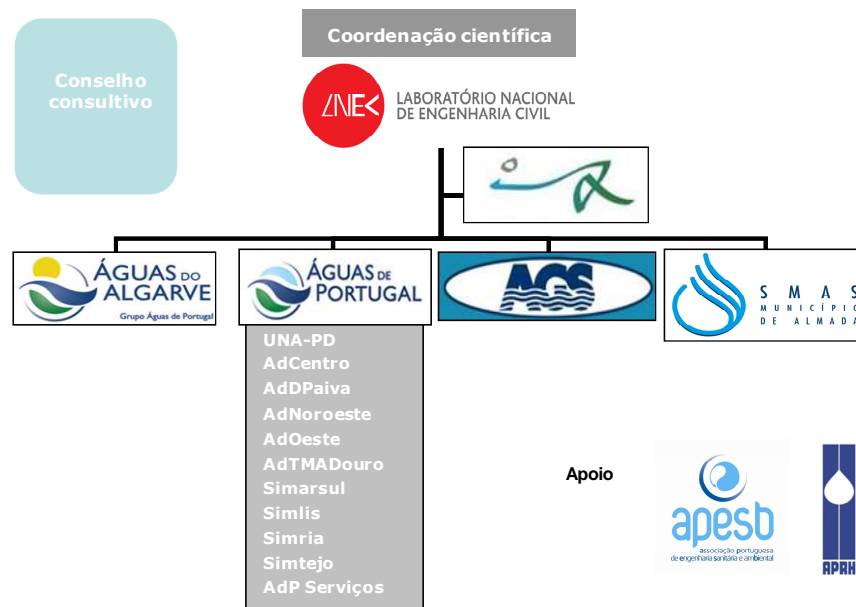 Coordenação científica
Conselho
consultivo
LNEC
LABORATÓRIO NACIONAL
DE ENGENHARIA CIVIL
ÁGUAS DO
ALGARVE
Grupo Águas de Portugal
ÁGUAS DE
PORTUGAL
AGS
SMAS
MUNICÍPIO
DE ALMADA
UNA-PD
AdCentro
AdDPaiva
AdNoroeste
AdOeste
AdTMADouro
Simarsul
Simlis
Simria
Simtejo
AdP Serviços
Apoio
apesb
associação portuguesa
de engenharia sanitária e ambiental
APRH